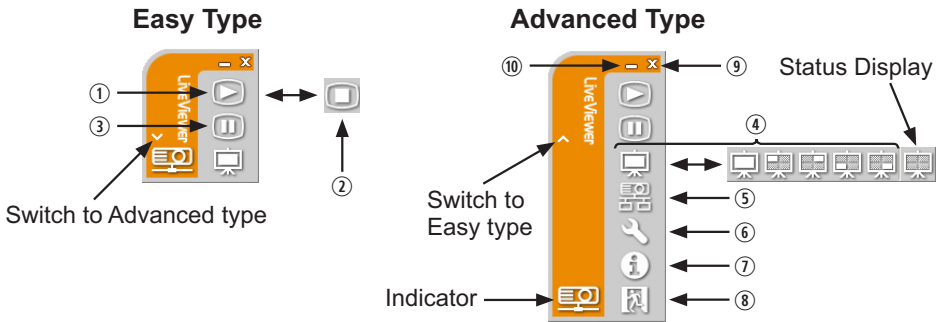 Easy Type
Advanced Type
LiveViewer
①
③
②
Switch to Advanced type
⑩
⑨
Status Display
LiveViewer
④
Switch to
Easy type
⑤
⑥
⑦
Indicator
⑧